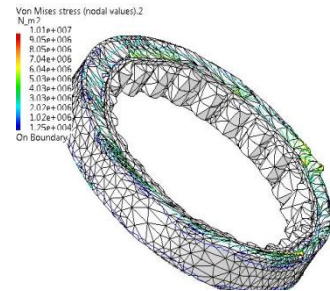 Von Mises stress (nodal values).2
N_m2
1.01e+007
9.05e+006
8.05e+006
7.04e+006
6.04e+006
5.03e+006
4.03e+006
3.03e+006
2.02e+006
1.02e+006
1.25e+004
On Boundary